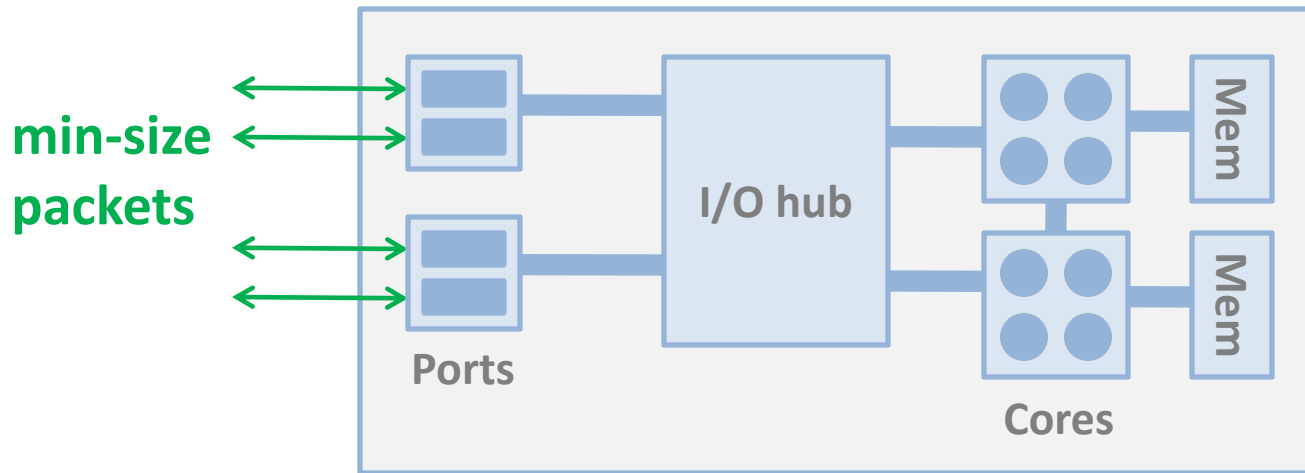 min-size
packets
Ports
I/O hub
Cores
Mem
Mem